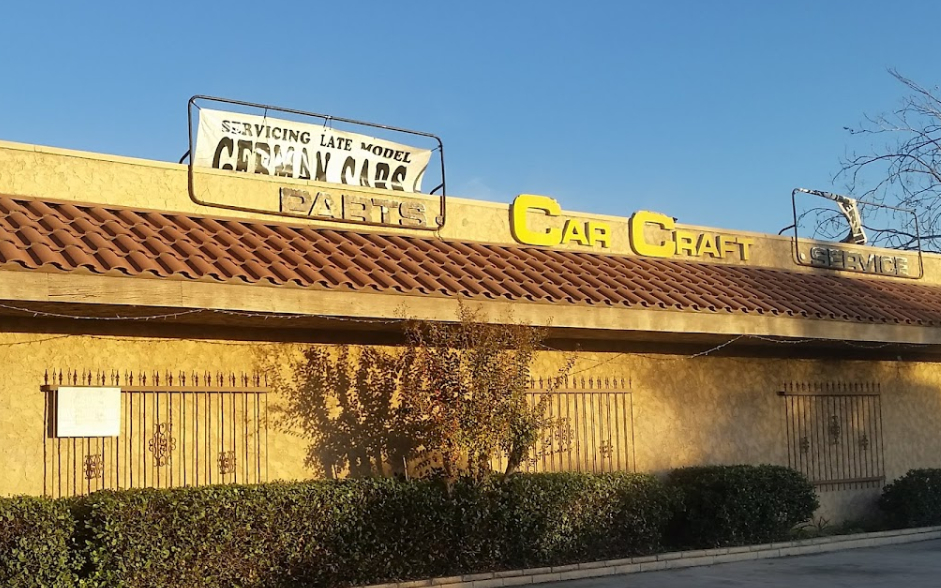 SERVICING LATE MODEL
GERMAN CARS
PARTS
CAR CRAFT
SERVICE